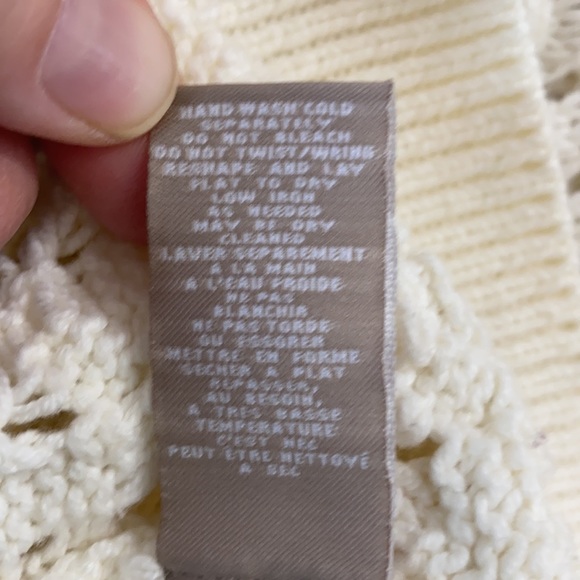 HAND WASH COLD
SEPARATELY
DO NOT BLEACH
DO NOT TWIST/WRING
RESHAPE AND LAY
FLAT TO DRY
LOW IRON
AS NEEDED
MAY BE DRY
CLEANED
LAVER SEPAREMENT
A LA MAIN
A L'EAU FROIDE
NE PAS
BLANCHIR
NE PAS TORDE
OU ESSORER
METTRE EN FORME
SECHER A PLAT
REPASSER,
AU BESOIN,
A TRES BASSE
TEMPERATURE
C'EST NEC
PEUT ETRE NETTOYÉ
A SEC